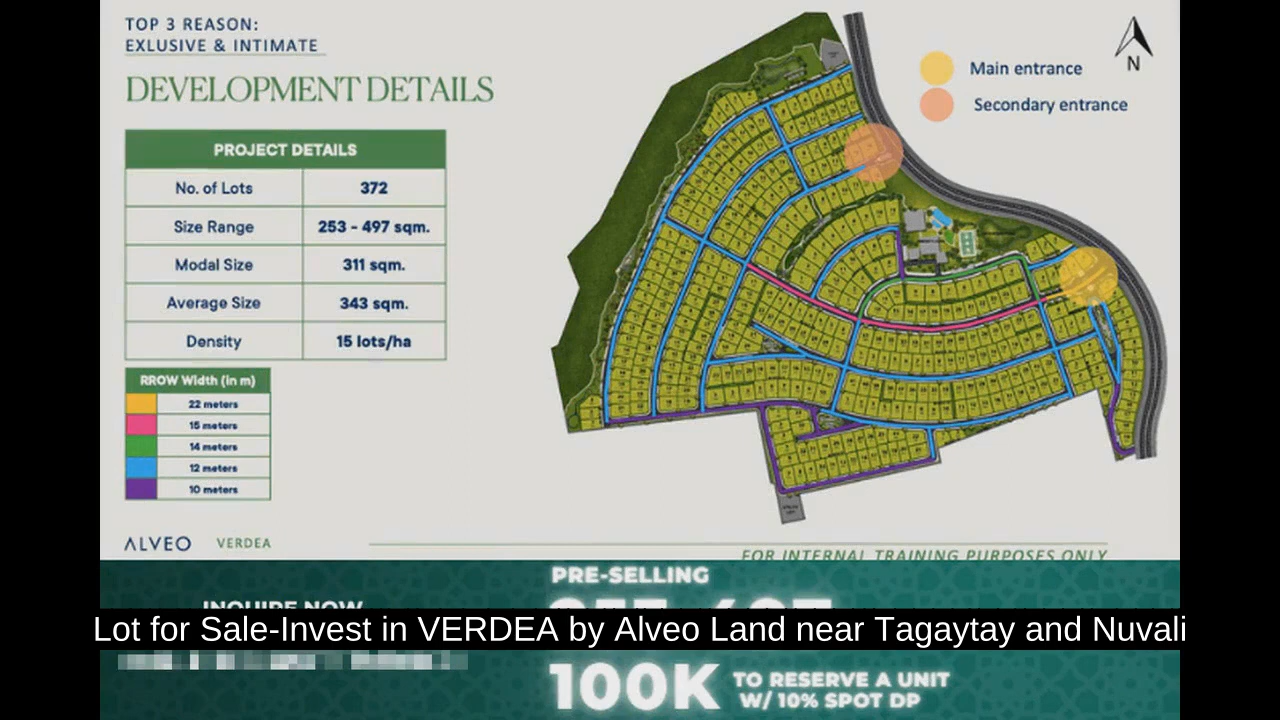 TOP 3 REASON:
EXLUSIVE & INTIMATE
DEVELOPMENT DETAILS
PROJECT DETAILS
No. of Lots 372
Size Range 253 - 497 sqm.
Modal Size 311 sqm.
Average Size 343 sqm.
Density 15 lots/ha
RROW Width (in m)
22 meters
15 meters
14 meters
12 meters
10 meters
Main entrance
Secondary entrance
N
ALVEO VERDEA
FOR INTERNAL TRAINING PURPOSES ONLY
PRE-SELLING
INQUIRE NOW
Lot for Sale-Invest in VERDEA by Alveo Land near Tagaytay and Nuvali
100K TO RESERVE A UNIT
W/ 10% SPOT DP